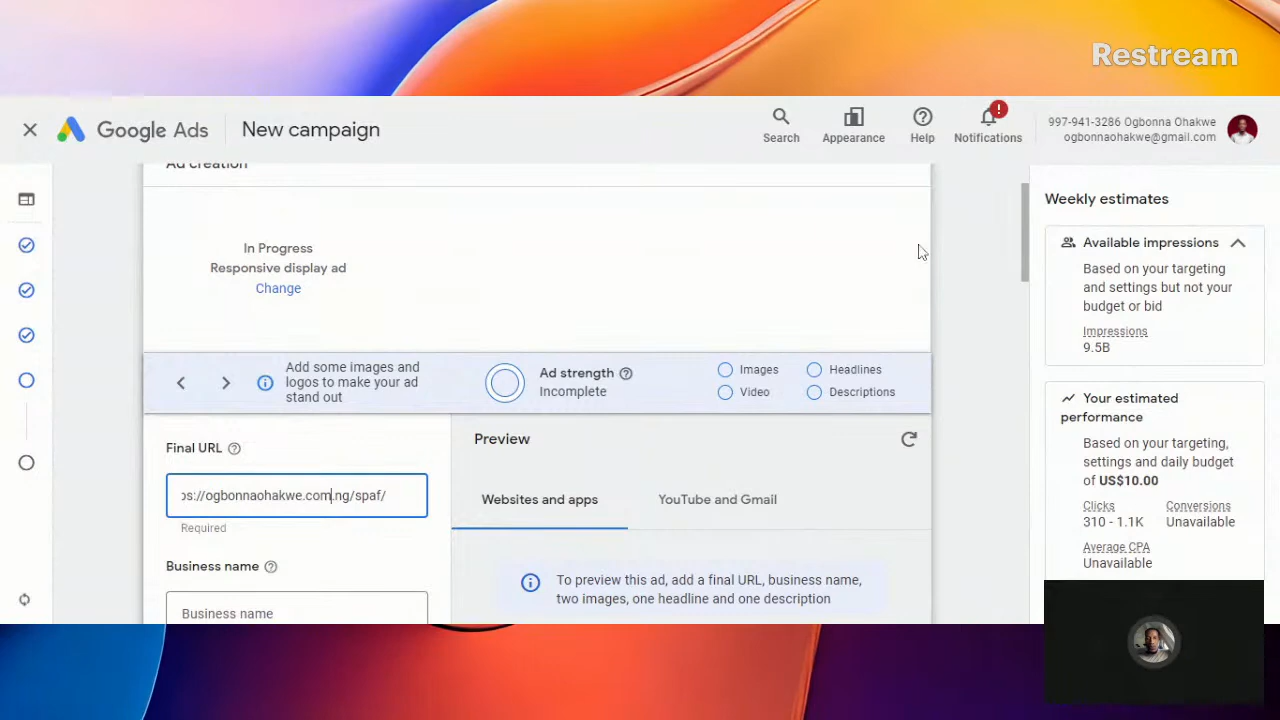 Restream
Google Ads
New campaign
Search
Appearance
Help
Notifications
997-941-3286 Ogbonna Ohakwe
ogbonnaohakwe@gmail.com
Ad creation
In Progress
Responsive display ad
Change
Add some images and
logos to make your ad
stand out
Ad strength
Incomplete
Images
Headlines
Video
Descriptions
Final URL
os://ogbonnaohakwe.com.ng/spaf/
Required
Business name
Business name
Preview
Websites and apps
YouTube and Gmail
To preview this ad, add a final URL, business name,
two images, one headline and one description
Weekly estimates
Available impressions
Based on your targeting
and settings but not your
budget or bid
Impressions
9.5B
Your estimated
performance
Based on your targeting,
settings and daily budget
of US$10.00
Clicks
Conversions
310 - 1.1K
Unavailable
Average CPA
Unavailable